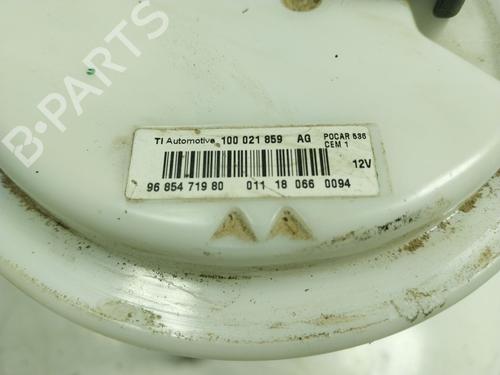 TI Automotive 100 021 859 AG POCAR 536
CEM 1
12V
96 854 719 80 011 18 066 0094
B-PARTS